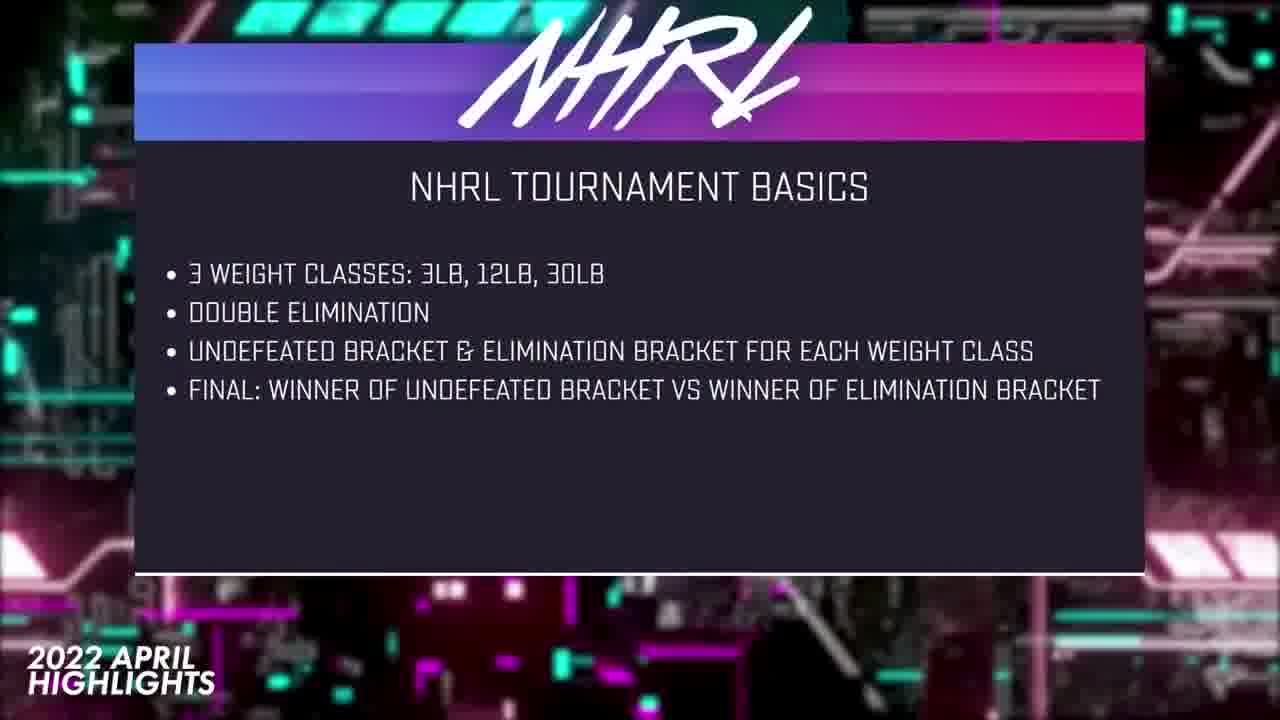 NHRL
NHRL TOURNAMENT BASICS
• 3 WEIGHT CLASSES: 3LB, 12LB, 30LB
• DOUBLE ELIMINATION
• UNDEFEATED BRACKET & ELIMINATION BRACKET FOR EACH WEIGHT CLASS
• FINAL: WINNER OF UNDEFEATED BRACKET VS WINNER OF ELIMINATION BRACKET
2022 APRIL
HIGHLIGHTS